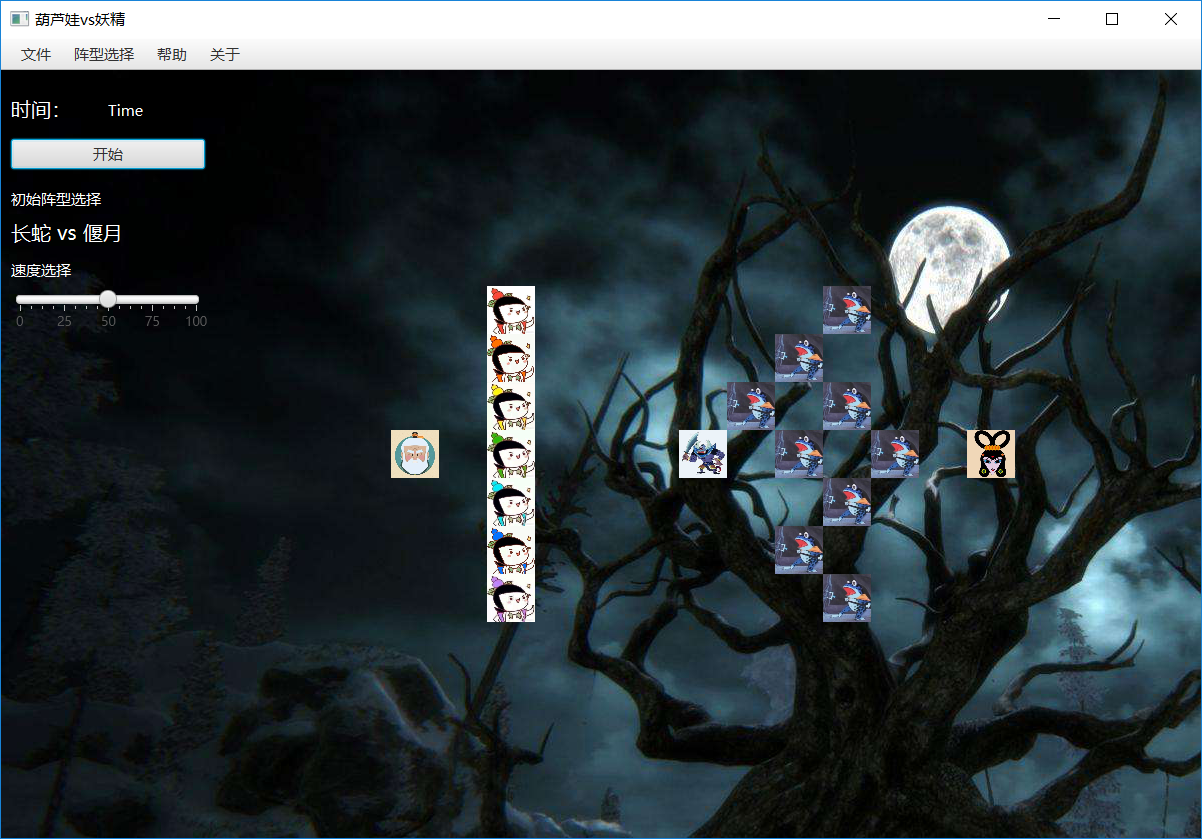 葫芦娃vs妖精
文件 阵型选择 帮助 关于
时间： Time
开始
初始阵型选择
长蛇 vs 偃月
速度选择
0 25 50 75 100